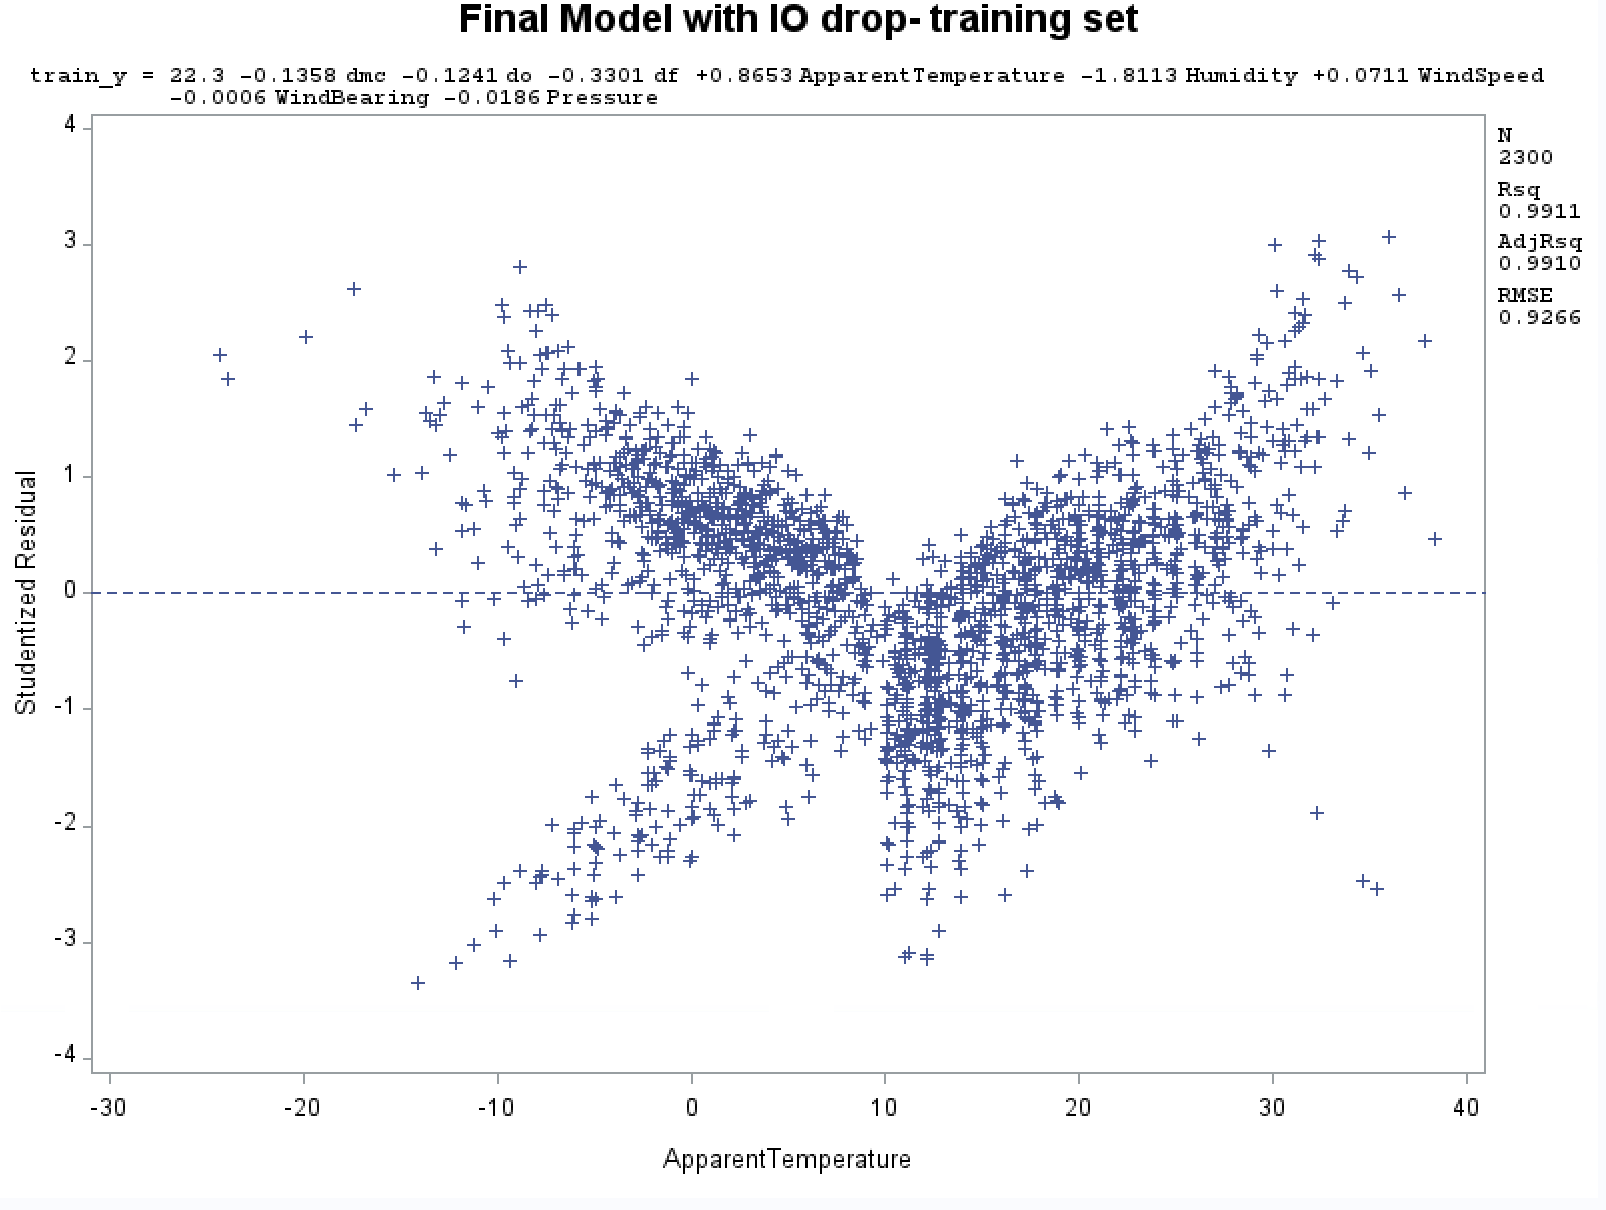 Final Model with IO drop- training set
train_y = 22.3 -0.1358 dmc -0.1241 do -0.3301 df +0.8653 ApparentTemperature -1.8113 Humidity +0.0711 WindSpeed
-0.0006 WindBearing -0.0186 Pressure
N
2300
Rsq
0.9911
AdjRsq
0.9910
RMSE
0.9266
Studentized Residual
4
3
2
1
0
-1
-2
-3
-4
-30 -20 -10 0 10 20 30 40
ApparentTemperature